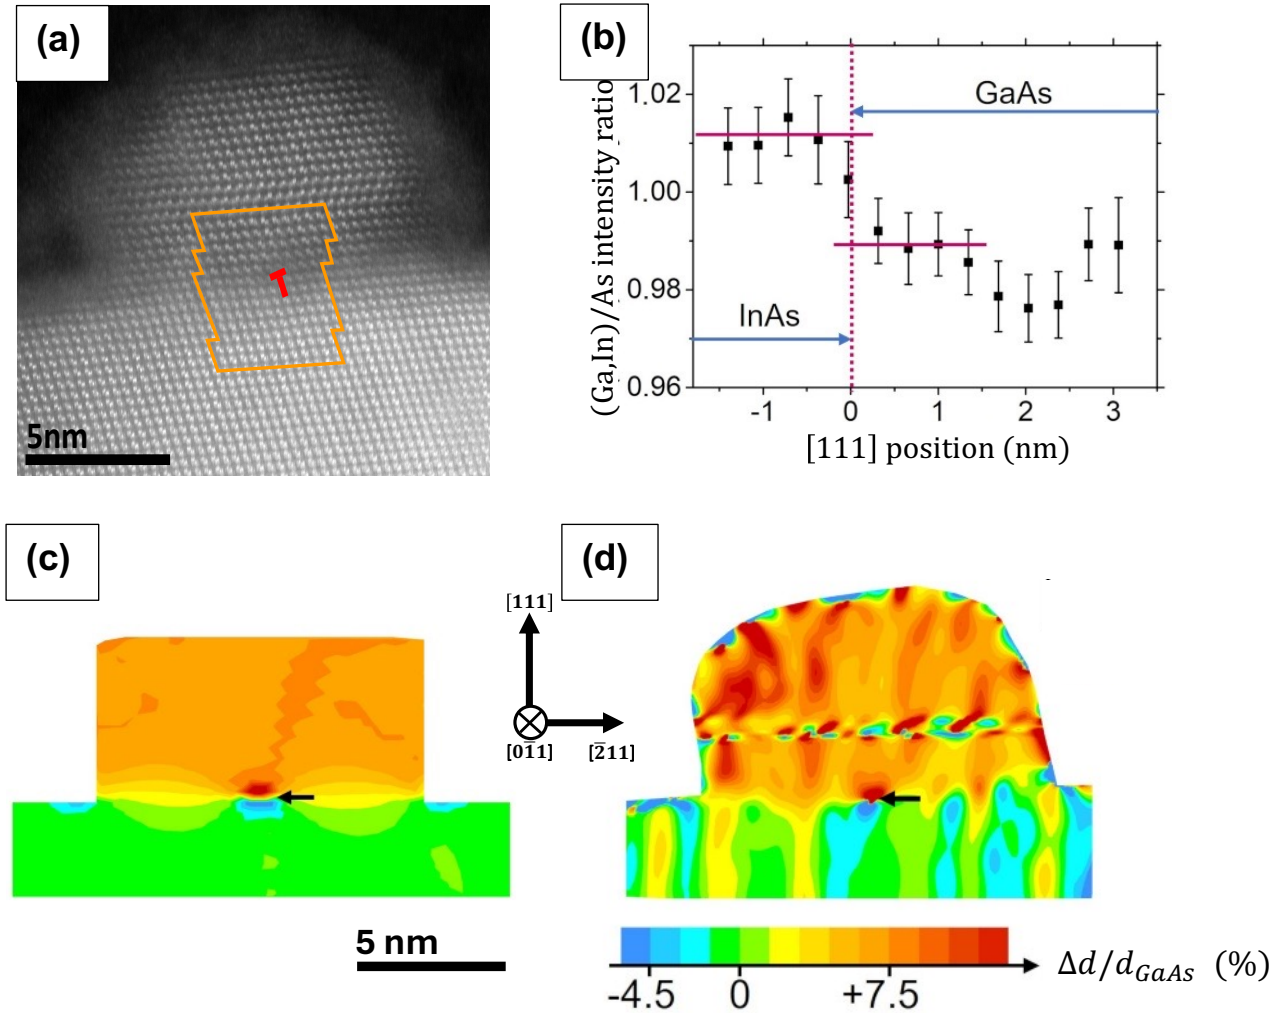 (a)
5nm
T
(b)
(Ga,In)/As intensity ratio
1.02
1.00
0.98
0.96
GaAs
InAs
-1 0 1 2 3
[111] position (nm)
(c)
[111]
[01̄1] [2̄11]
5 nm
(d)
-4.5 0 +7.5
Δd/d_GaAs (%)